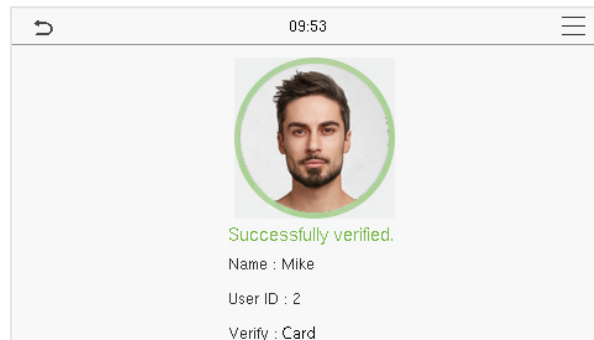 09:53
Successfully verified.
Name : Mike
User ID : 2
Verify : Card